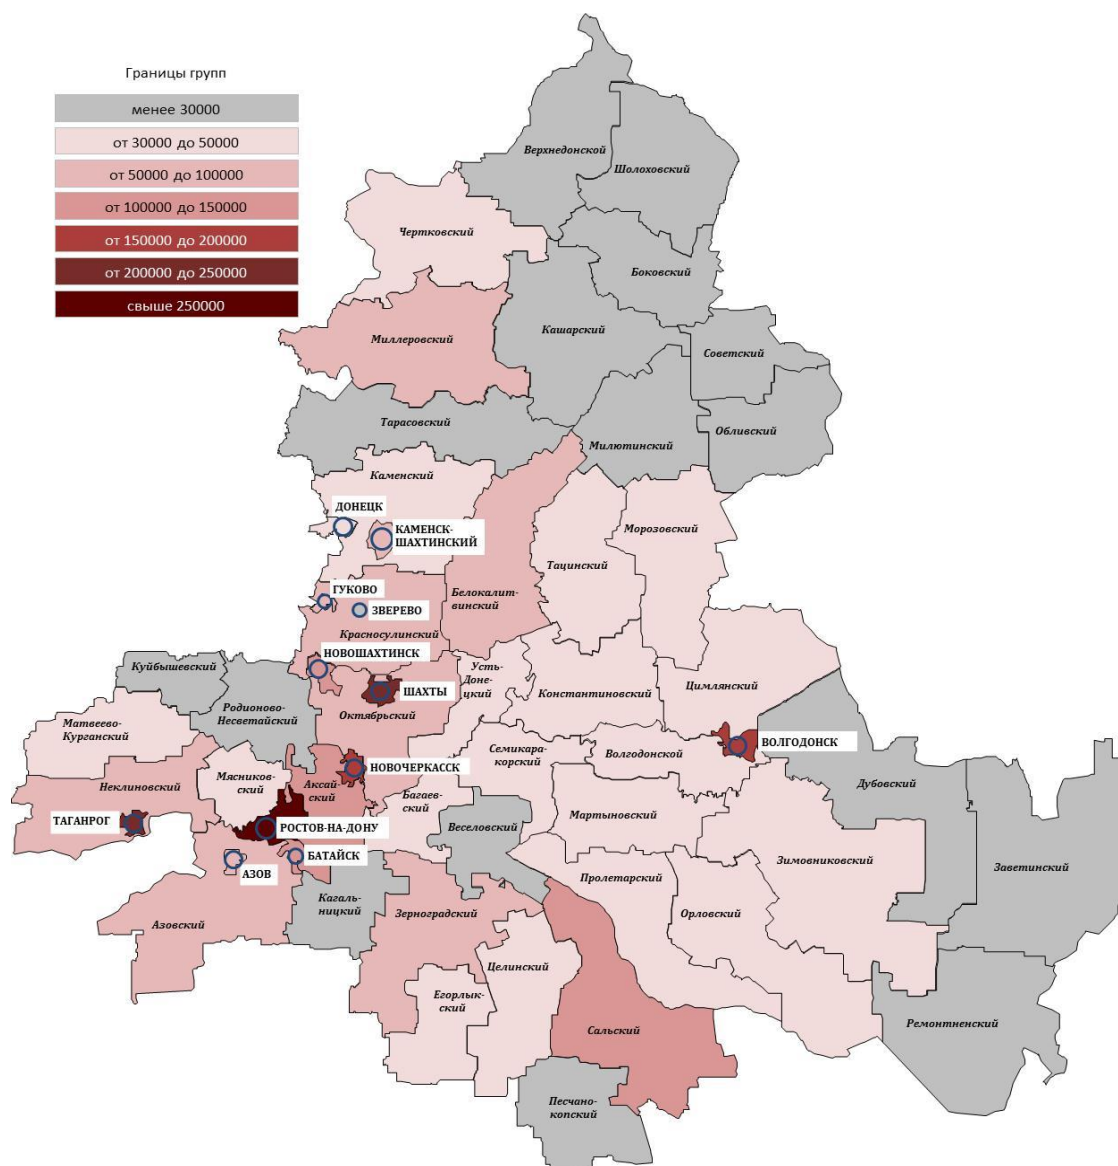 Границы групп
менее 30000
от 30000 до 50000
от 50000 до 100000
от 100000 до 150000
от 150000 до 200000
от 200000 до 250000
свыше 250000
Верхнедонской
Шолоховский
Чертковский
Боковский
Кашарский
Миллеровский
Советский
Тарасовский
Обливский
Милютинский
Каменский
ДОНЕЦК
КАМЕНСК-
ШАХТИНСКИЙ
Морозовский
Тацинский
ГУКОВО
Белокалит-
винский
ЗВЕРЕВО
Красносулинский
НОВОШАХТИНСК
Куйбышевский
Усть-
Донец-
кий
Константиновский
Цимлянский
ШАХТЫ
Родионово-
Несветайский
Октябрьский
Матвеево-
Курганский
ВОЛГОДОНСК
Семикара-
корский
Волгодонской
НОВОЧЕРКАССК
Мясников-
ский
Аксай-
ский
Неклиновский
Дубовский
Багаев-
ский
Мартыновский
ТАГАНРОГ
РОСТОВ-НА-ДОНУ
Веселовский
БАТАЙСК
Зимовниковский
Заветинский
АЗОВ
Пролетарский
Кагаль-
ницкий
Зерноградский
Орловский
Азовский
Целинский
Егорлык-
ский
Сальский
Ремонтненский
Песчано-
копский